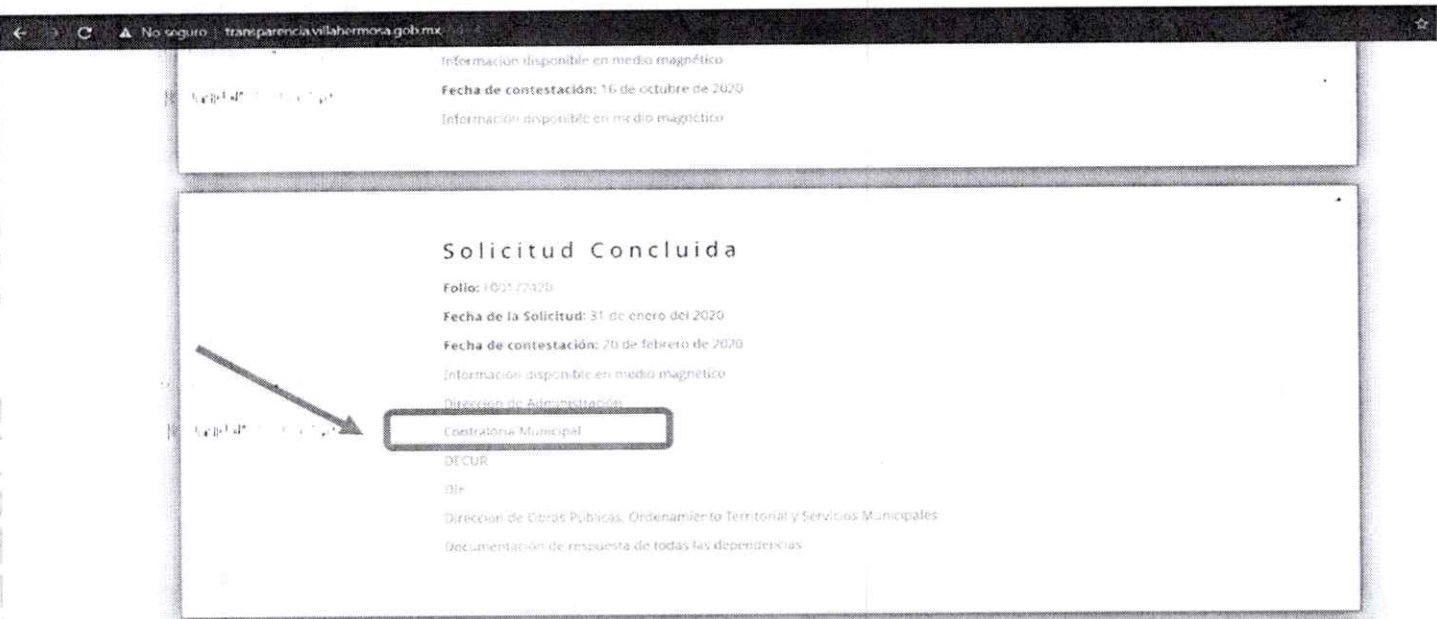 No seguro transparencia.villahermosa.gob.mx
Información disponible en medio magnético
Fecha de contestación: 16 de octubre de 2020
Información disponible en medio magnético
Solicitud Concluida
Folio:
Fecha de la Solicitud: 31 de enero del 2020
Fecha de contestación: 20 de febrero de 2020
Información disponible en medio magnético
Dirección de Administración
Contraloría Municipal
DECUR
DIF
Dirección de Obras Públicas, Ordenamiento Territorial y Servicios Municipales
Documentación de respuesta de todas las dependencias